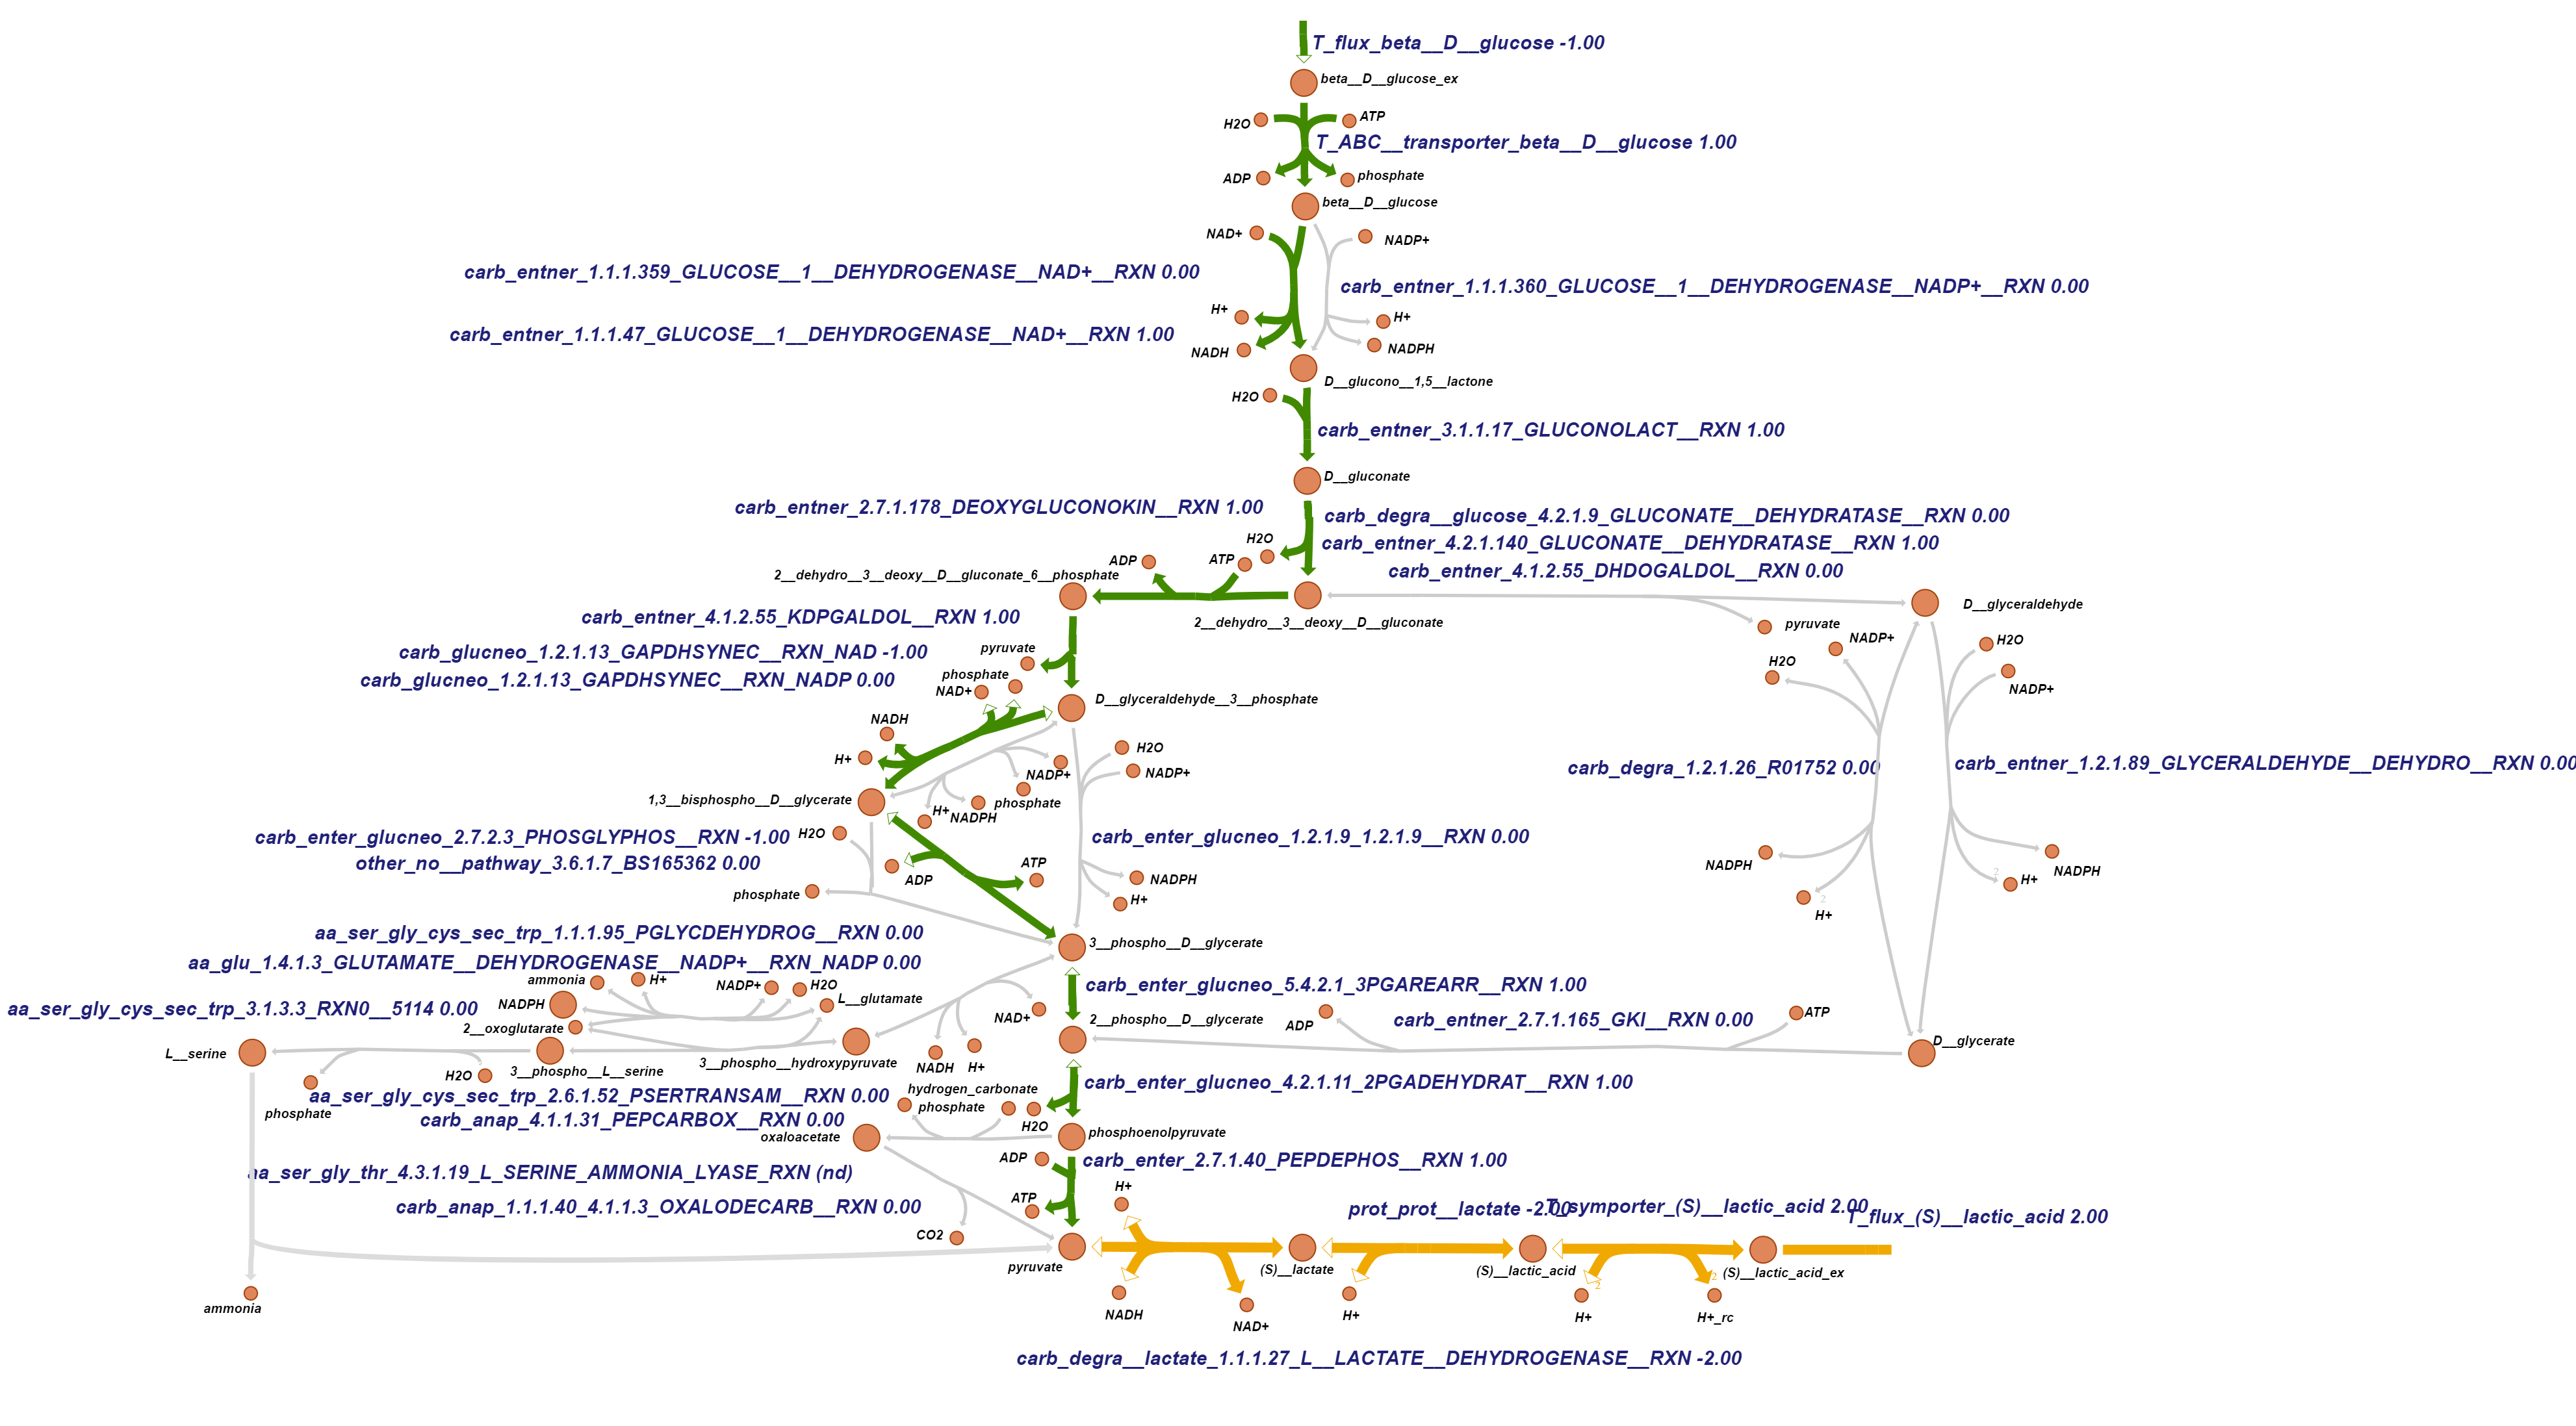 T_flux_beta__D__glucose -1.00
beta__D__glucose_ex
H2O
ATP
T_ABC__transporter_beta__D__glucose 1.00
ADP
phosphate
beta__D__glucose
NAD+
NADP+
carb_entner_1.1.1.359_GLUCOSE__1__DEHYDROGENASE__NAD+__RXN 0.00
carb_entner_1.1.1.360_GLUCOSE__1__DEHYDROGENASE__NADP+__RXN 0.00
H+
H+
carb_entner_1.1.1.47_GLUCOSE__1__DEHYDROGENASE__NAD+__RXN 1.00
NADH
NADPH
D__glucono__1,5__lactone
H2O
carb_entner_3.1.1.17_GLUCONOLACT__RXN 1.00
D__gluconate
carb_entner_2.7.1.178_DEOXYGLUCONOKIN__RXN 1.00
carb_degra__glucose_4.2.1.9_GLUCONATE__DEHYDRATASE__RXN 0.00
H2O
carb_entner_4.2.1.140_GLUCONATE__DEHYDRATASE__RXN 1.00
ADP
ATP
carb_entner_4.1.2.55_DHDOGALDOL__RXN 0.00
2__dehydro__3__deoxy__D__gluconate_6__phosphate
D__glyceraldehyde
carb_entner_4.1.2.55_KDPGALDOL__RXN 1.00
2__dehydro__3__deoxy__D__gluconate
pyruvate
NADP+
H2O
carb_glucneo_1.2.1.13_GAPDHSYNEC__RXN_NAD -1.00
pyruvate
H2O
phosphate
carb_glucneo_1.2.1.13_GAPDHSYNEC__RXN_NADP 0.00
NAD+
NADP+
D__glyceraldehyde__3__phosphate
NADH
H2O
H+
NADP+
NADP+
carb_degra_1.2.1.26_R01752 0.00
carb_entner_1.2.1.89_GLYCERALDEHYDE__DEHYDRO__RXN 0.00
1,3__bisphospho__D__glycerate
phosphate
H+
NADPH
carb_enter_glucneo_2.7.2.3_PHOSGLYPHOS__RXN -1.00
H2O
carb_enter_glucneo_1.2.1.9_1.2.1.9__RXN 0.00
other_no__pathway_3.6.1.7_BS165362 0.00
ATP
NADPH
NADPH
ADP
NADPH
2
H+
phosphate
H+
2
H+
aa_ser_gly_cys_sec_trp_1.1.1.95_PGLYCDEHYDROG__RXN 0.00
3__phospho__D__glycerate
aa_glu_1.4.1.3_GLUTAMATE__DEHYDROGENASE__NADP+__RXN_NADP 0.00
ammonia
H+
NADP+
H2O
carb_enter_glucneo_5.4.2.1_3PGAREARR__RXN 1.00
NADPH
L__glutamate
aa_ser_gly_cys_sec_trp_3.1.3.3_RXN0__5114 0.00
NAD+
2__phospho__D__glycerate
ADP
carb_entner_2.7.1.165_GKI__RXN 0.00
ATP
2__oxoglutarate
L__serine
D__glycerate
3__phospho__hydroxypyruvate
NADH
H+
3__phospho__L__serine
H2O
carb_enter_glucneo_4.2.1.11_2PGADEHYDRAT__RXN 1.00
hydrogen_carbonate
aa_ser_gly_cys_sec_trp_2.6.1.52_PSERTRANSAM__RXN 0.00
phosphate
phosphate
carb_anap_4.1.1.31_PEPCARBOX__RXN 0.00
H2O
oxaloacetate
phosphoenolpyruvate
ADP
carb_enter_2.7.1.40_PEPDEPHOS__RXN 1.00
aa_ser_gly_thr_4.3.1.19_L_SERINE_AMMONIA_LYASE_RXN (nd)
H+
ATP
carb_anap_1.1.1.40_4.1.1.3_OXALODECARB__RXN 0.00
prot_prot__lactate -2.00
T_symporter_(S)__lactic_acid 2.00
T_flux_(S)__lactic_acid 2.00
CO2
pyruvate
(S)__lactate
(S)__lactic_acid
(S)__lactic_acid_ex
2
2
ammonia
NADH
NAD+
H+
H+
H+_rc
carb_degra__lactate_1.1.1.27_L__LACTATE__DEHYDROGENASE__RXN -2.00